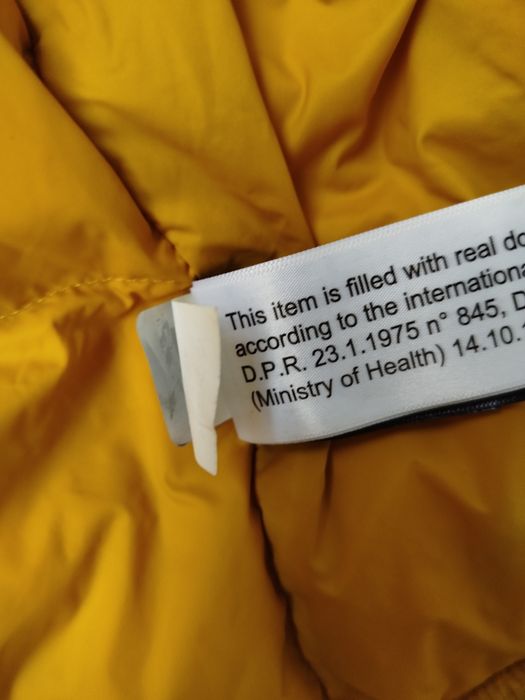 This item is filled with real do
according to the internationa
D.P.R. 23.1.1975 n° 845, D
(Ministry of Health) 14.10.